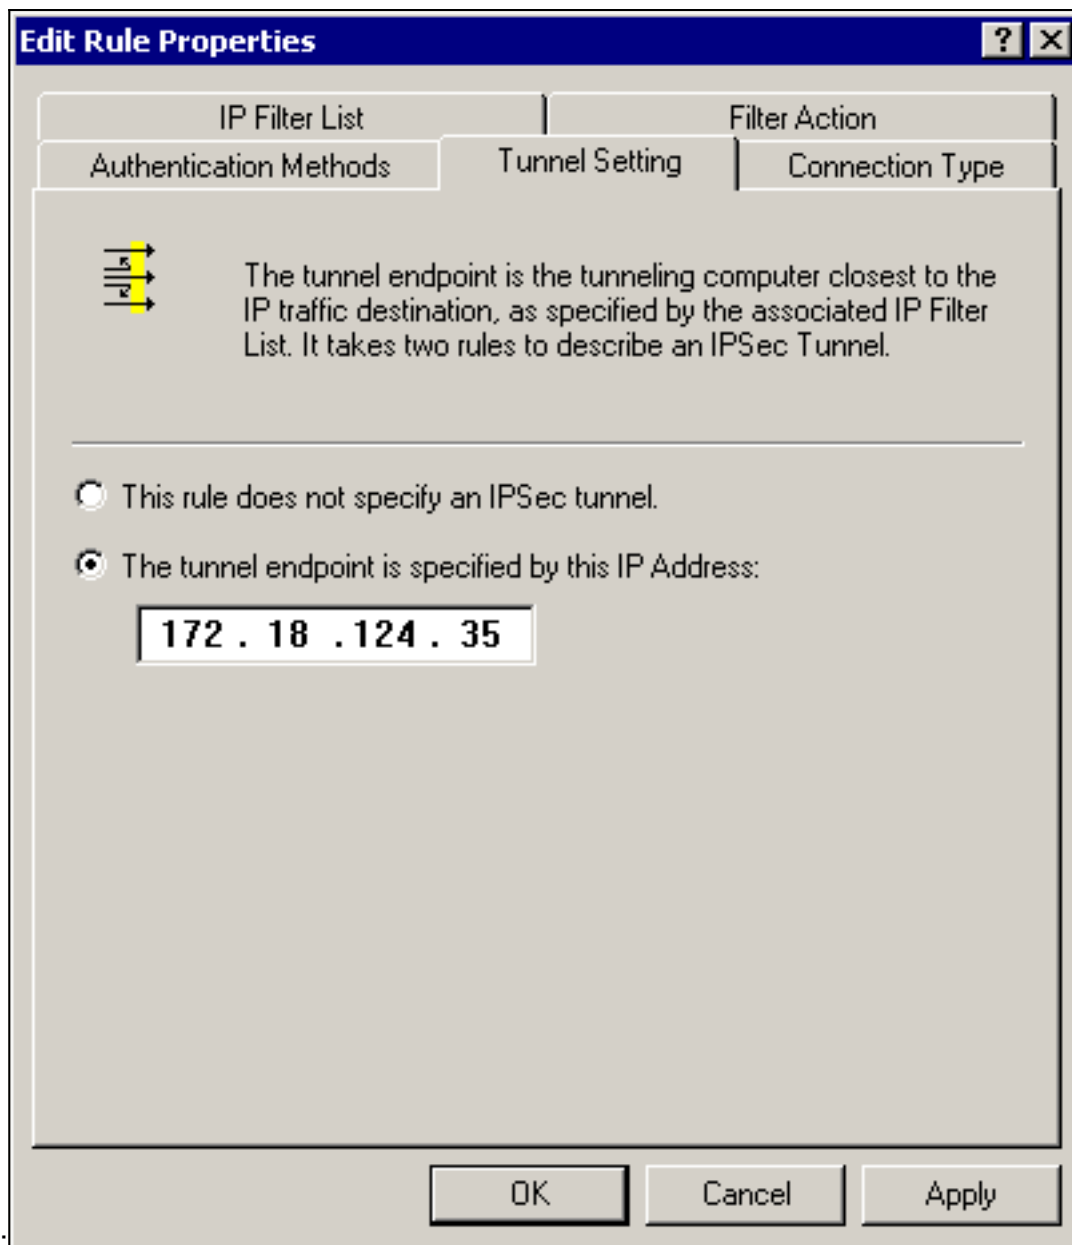 Edit Rule Properties
? X
IP Filter List Filter Action
Authentication Methods Tunnel Setting Connection Type
The tunnel endpoint is the tunneling computer closest to the
IP traffic destination, as specified by the associated IP Filter
List. It takes two rules to describe an IPSec Tunnel.
This rule does not specify an IPSec tunnel.
The tunnel endpoint is specified by this IP Address:
172 . 18 .124 . 35
OK Cancel Apply
.